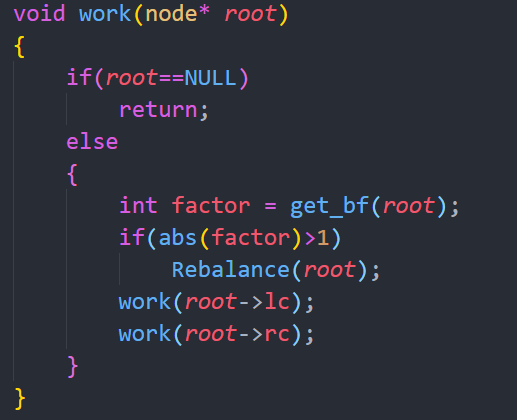 void work(node* root)
{
    if(root==NULL)
        return;
    else
    {
        int factor = get_bf(root);
        if(abs(factor)>1)
            Rebalance(root);
        work(root->lc);
        work(root->rc);
    }
}